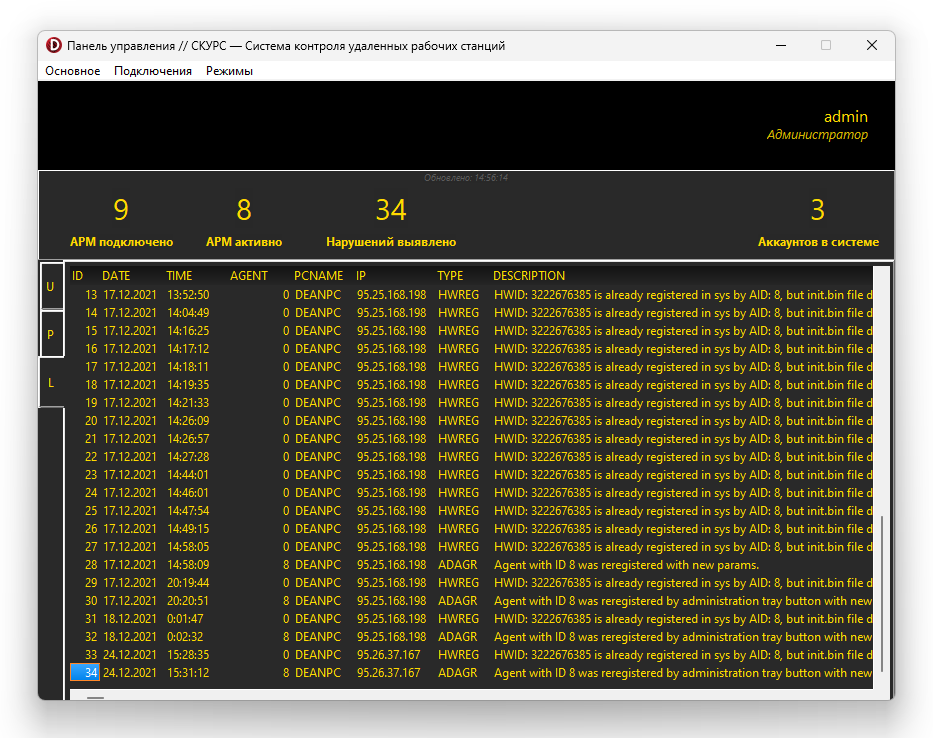 D Панель управления // СКУРС — Система контроля удаленных рабочих станций
Основное Подключения Режимы
admin
Администратор
Обновлено: 14:56:14
9 8 34 3
АРМ подключено АРМ активно Нарушений выявлено Аккаунтов в системе
U
P
L
ID DATE TIME AGENT PCNAME IP TYPE DESCRIPTION
13 17.12.2021 13:52:50 0 DEANPC 95.25.168.198 HWREG HWID: 3222676385 is already registered in sys by AID: 8, but init.bin file d
14 17.12.2021 14:04:49 0 DEANPC 95.25.168.198 HWREG HWID: 3222676385 is already registered in sys by AID: 8, but init.bin file d
15 17.12.2021 14:16:25 0 DEANPC 95.25.168.198 HWREG HWID: 3222676385 is already registered in sys by AID: 8, but init.bin file d
16 17.12.2021 14:17:12 0 DEANPC 95.25.168.198 HWREG HWID: 3222676385 is already registered in sys by AID: 8, but init.bin file d
17 17.12.2021 14:18:11 0 DEANPC 95.25.168.198 HWREG HWID: 3222676385 is already registered in sys by AID: 8, but init.bin file d
18 17.12.2021 14:19:35 0 DEANPC 95.25.168.198 HWREG HWID: 3222676385 is already registered in sys by AID: 8, but init.bin file d
19 17.12.2021 14:21:33 0 DEANPC 95.25.168.198 HWREG HWID: 3222676385 is already registered in sys by AID: 8, but init.bin file d
20 17.12.2021 14:26:09 0 DEANPC 95.25.168.198 HWREG HWID: 3222676385 is already registered in sys by AID: 8, but init.bin file d
21 17.12.2021 14:26:57 0 DEANPC 95.25.168.198 HWREG HWID: 3222676385 is already registered in sys by AID: 8, but init.bin file d
22 17.12.2021 14:27:28 0 DEANPC 95.25.168.198 HWREG HWID: 3222676385 is already registered in sys by AID: 8, but init.bin file d
23 17.12.2021 14:44:01 0 DEANPC 95.25.168.198 HWREG HWID: 3222676385 is already registered in sys by AID: 8, but init.bin file d
24 17.12.2021 14:46:01 0 DEANPC 95.25.168.198 HWREG HWID: 3222676385 is already registered in sys by AID: 8, but init.bin file d
25 17.12.2021 14:47:54 0 DEANPC 95.25.168.198 HWREG HWID: 3222676385 is already registered in sys by AID: 8, but init.bin file d
26 17.12.2021 14:49:15 0 DEANPC 95.25.168.198 HWREG HWID: 3222676385 is already registered in sys by AID: 8, but init.bin file d
27 17.12.2021 14:58:05 0 DEANPC 95.25.168.198 HWREG HWID: 3222676385 is already registered in sys by AID: 8, but init.bin file d
28 17.12.2021 14:58:09 8 DEANPC 95.25.168.198 ADAGR Agent with ID 8 was reregistered with new params.
29 17.12.2021 20:19:44 0 DEANPC 95.25.168.198 HWREG HWID: 3222676385 is already registered in sys by AID: 8, but init.bin file d
30 17.12.2021 20:20:51 8 DEANPC 95.25.168.198 ADAGR Agent with ID 8 was reregistered by administration tray button with new
31 18.12.2021 0:01:47 0 DEANPC 95.25.168.198 HWREG HWID: 3222676385 is already registered in sys by AID: 8, but init.bin file d
32 18.12.2021 0:02:32 8 DEANPC 95.25.168.198 ADAGR Agent with ID 8 was reregistered by administration tray button with new
33 24.12.2021 15:28:35 0 DEANPC 95.26.37.167 HWREG HWID: 3222676385 is already registered in sys by AID: 8, but init.bin file d
34 24.12.2021 15:31:12 8 DEANPC 95.26.37.167 ADAGR Agent with ID 8 was reregistered by administration tray button with new